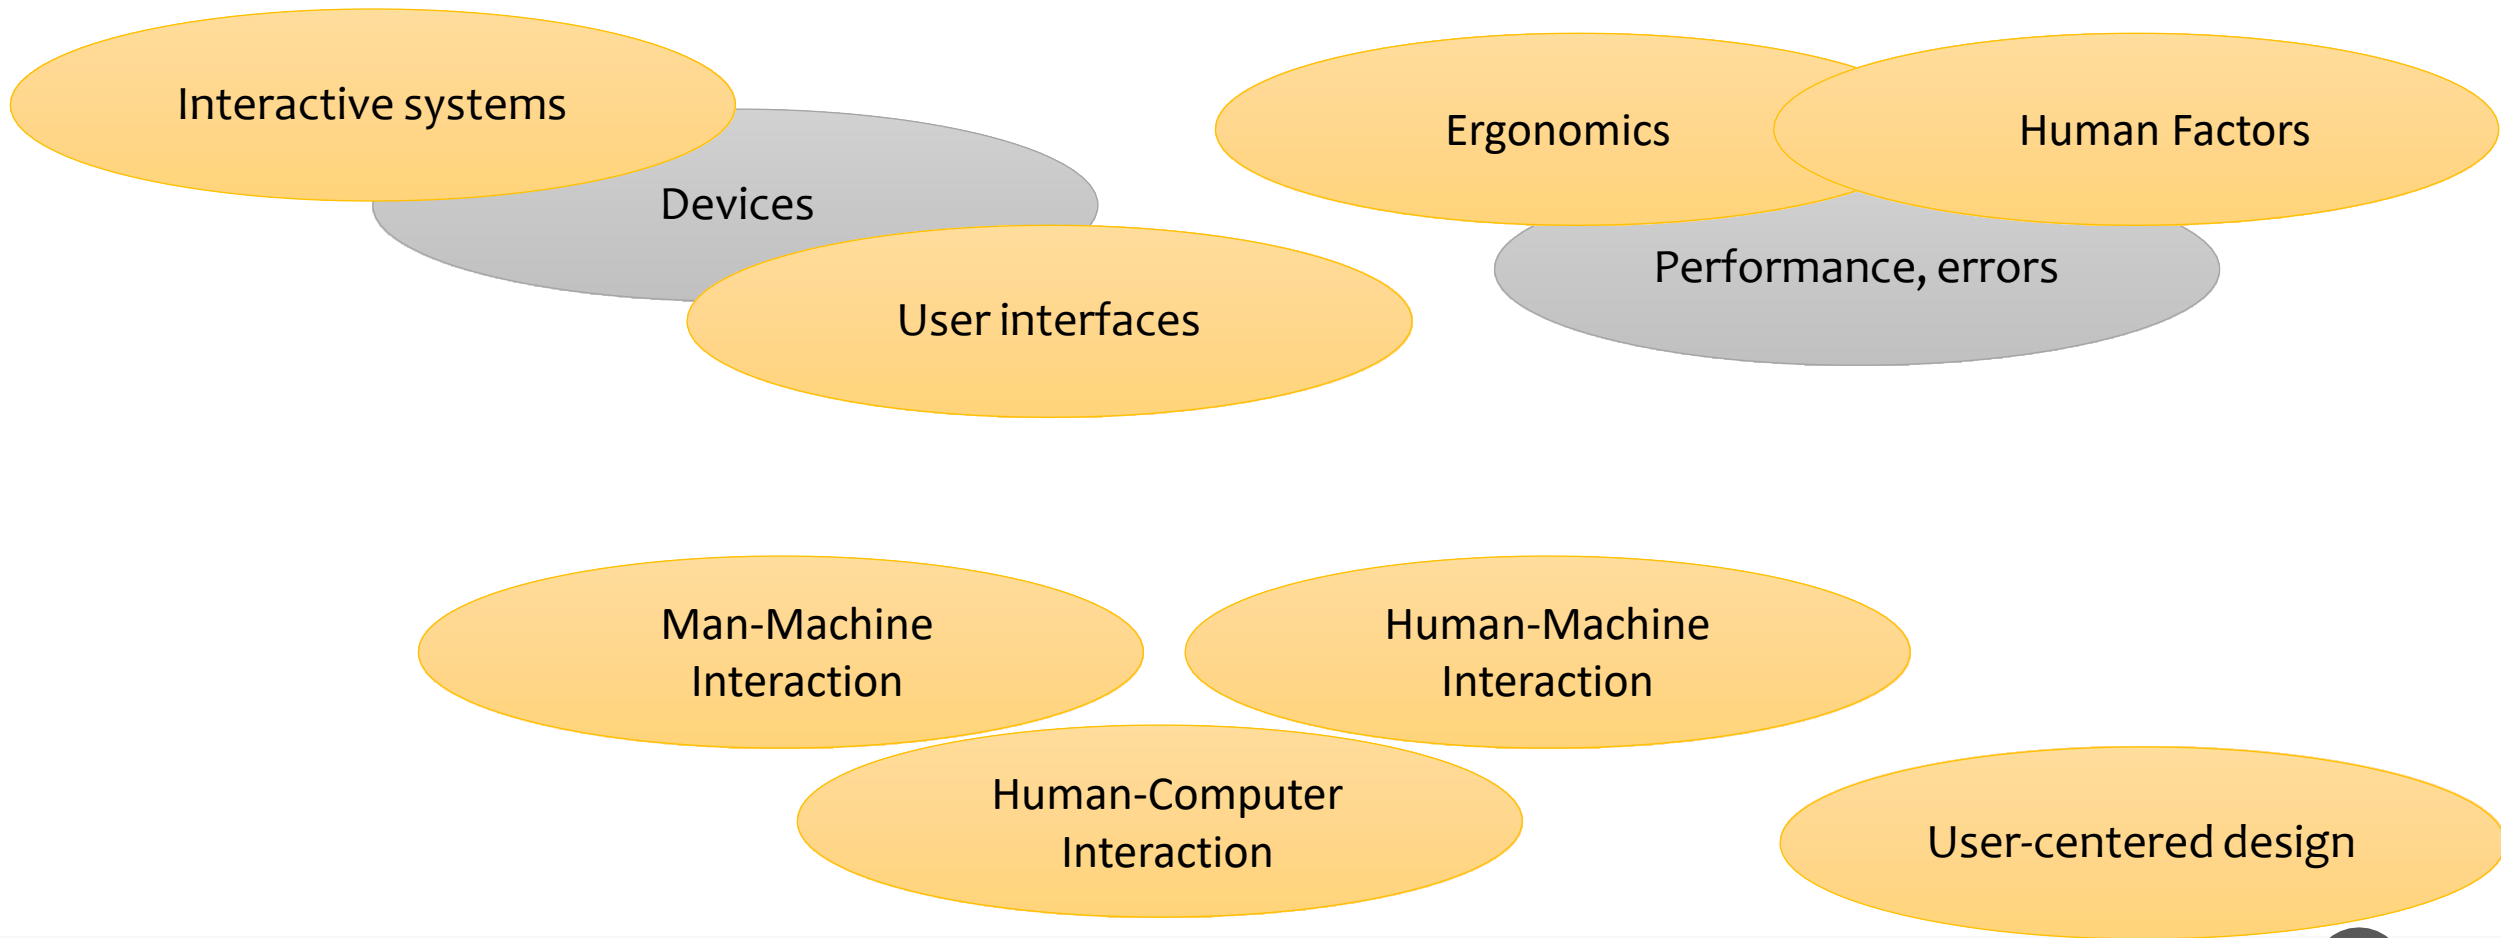 Interactive systems
Devices
User interfaces
Ergonomics
Human Factors
Performance, errors
Man-Machine
Interaction
Human-Machine
Interaction
Human-Computer
Interaction
User-centered design